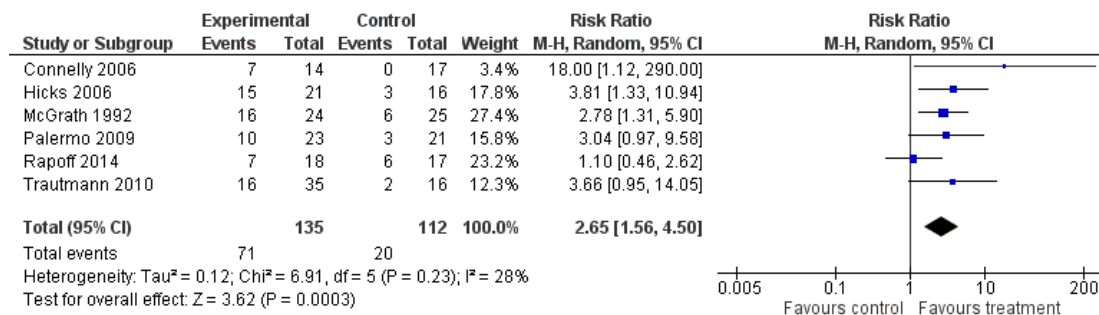 Experimental Control Risk Ratio Risk Ratio
Study or Subgroup Events Total Events Total Weight M-H, Random, 95% CI M-H, Random, 95% CI
Connelly 2006 7 14 0 17 3.4% 18.00 [1.12, 290.00]
Hicks 2006 15 21 3 16 17.8% 3.81 [1.33, 10.94]
McGrath 1992 16 24 6 25 27.4% 2.78 [1.31, 5.90]
Palermo 2009 10 23 3 21 15.8% 3.04 [0.97, 9.58]
Rapoff 2014 7 18 6 17 23.2% 1.10 [0.46, 2.62]
Trautmann 2010 16 35 2 16 12.3% 3.66 [0.95, 14.05]
Total (95% CI) 135 112 100.0% 2.65 [1.56, 4.50]
Total events 71 20
Heterogeneity: Tau² = 0.12; Chi² = 6.91, df = 5 (P = 0.23); I² = 28%
Test for overall effect: Z = 3.62 (P = 0.0003)
0.005 0.1 1 10 200
Favours control Favours treatment